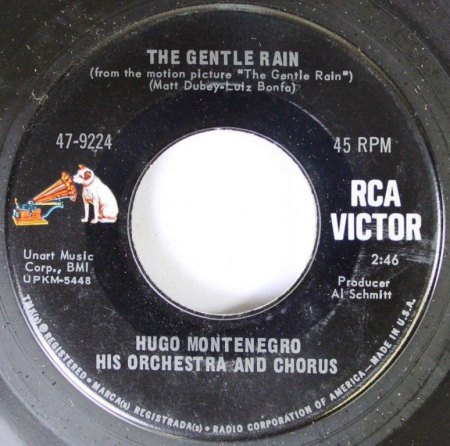 THE GENTLE RAIN
(from the motion picture "The Gentle Rain")
(Matt Dubey-Luiz Bonfa)
47-9224
45 RPM
RCA
VICTOR
Unart Music
Corp., BMI
UPKM-5448
2:46
Producer
Al Schmitt
HUGO MONTENEGRO
HIS ORCHESTRA AND CHORUS
TMK(s) ® REGISTERED • MARCA(s) REGISTRADA(s) • RADIO CORPORATION OF AMERICA—MADE IN U.S.A.